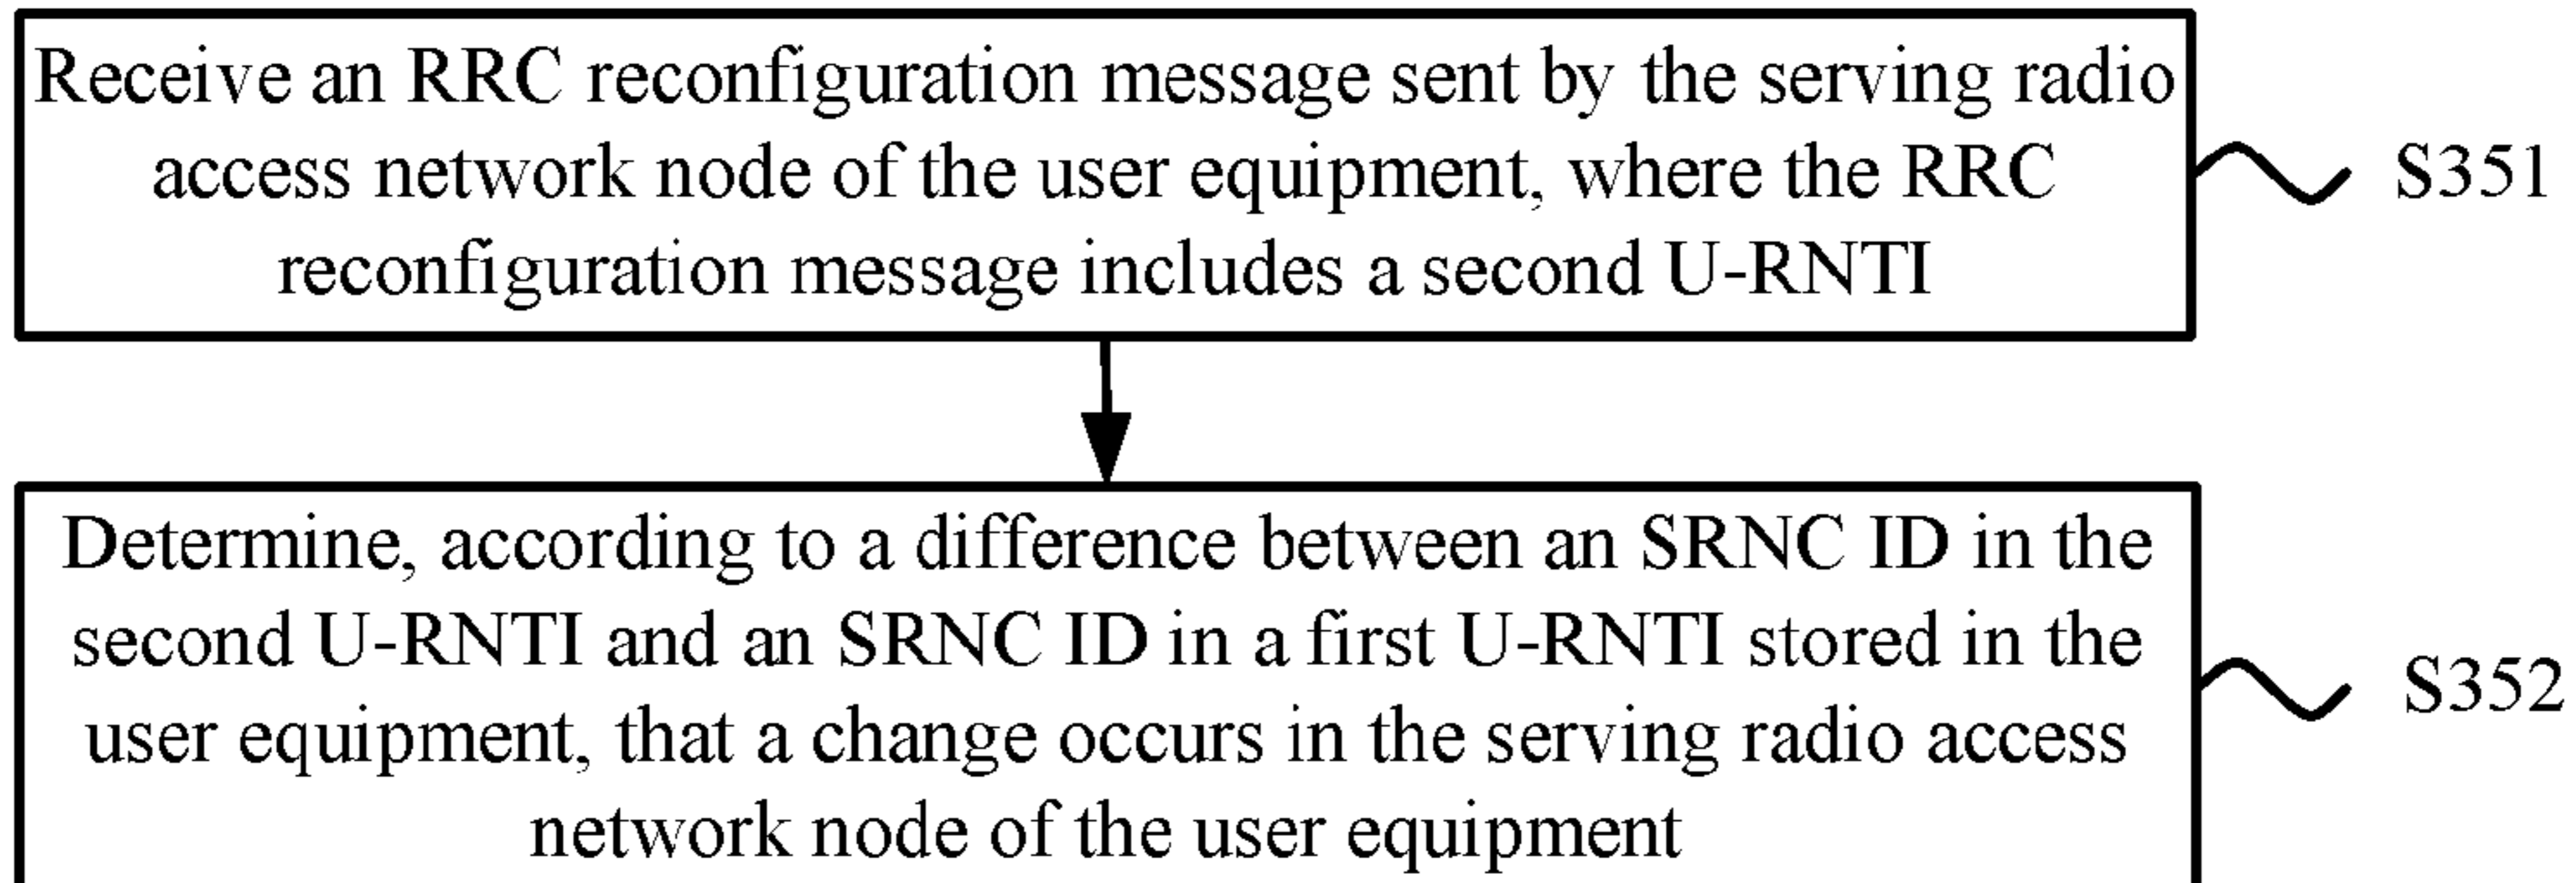 Receive an RRC reconfiguration message sent by the serving radio
access network node of the user equipment, where the RRC
reconfiguration message includes a second U-RNTI
S351
Determine, according to a difference between an SRNC ID in the
second U-RNTI and an SRNC ID in a first U-RNTI stored in the
user equipment, that a change occurs in the serving radio access
network node of the user equipment
S352